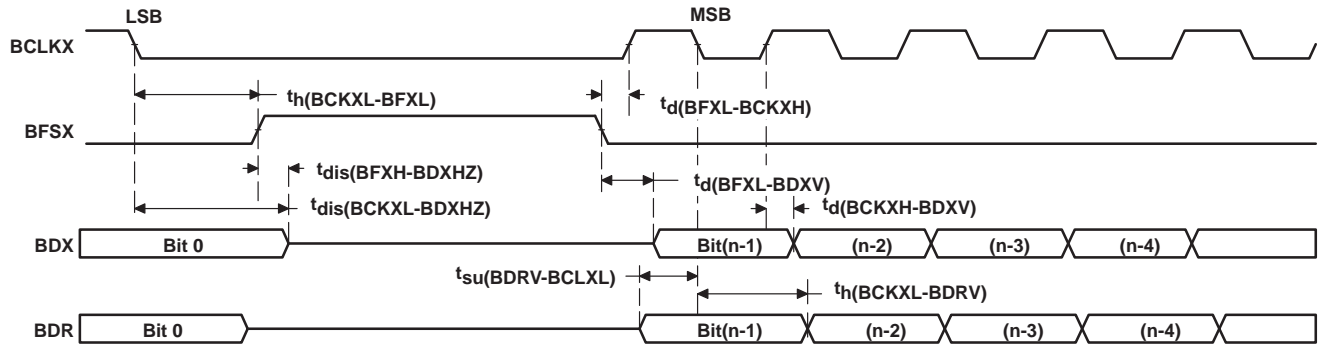 LSB MSB
BCLKX
th(BCKXL-BFXL)
td(BFXL-BCKXH)
BFSX
tdis(BFXH-BDXHZ)
td(BFXL-BDXV)
tdis(BCKXL-BDXHZ)
td(BCKXH-BDXV)
BDX Bit 0 Bit(n-1) (n-2) (n-3) (n-4)
tsu(BDRV-BCLXL)
th(BCKXL-BDRV)
BDR Bit 0 Bit(n-1) (n-2) (n-3) (n-4)